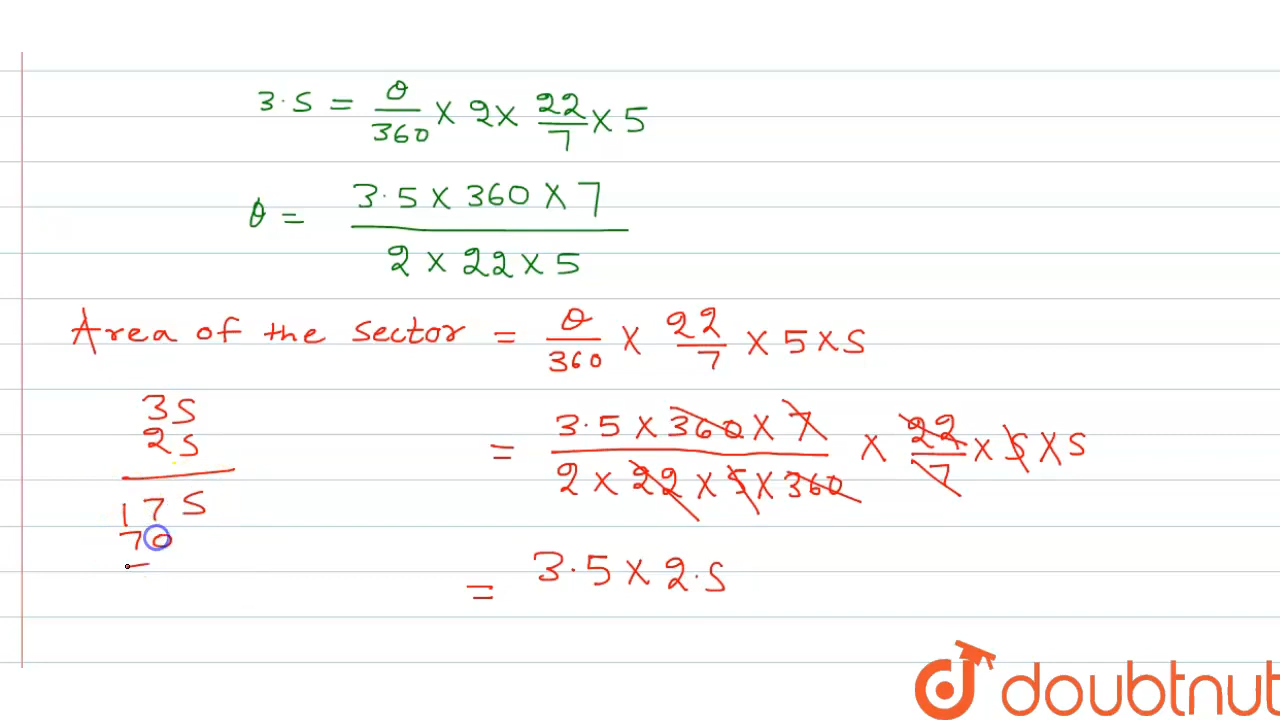 3.5 = θ/360 × 2 × 22/7 × 5
θ = 3.5 × 360 × 7 / 2 × 22 × 5
Area of the sector = θ/360 × 22/7 × 5 × 5
= 3.5 × 360 × 7 / 2 × 22 × 5 × 360 × 22/7 × 5 × 5
35
25
175
70
= 3.5 × 2.5
doubtnut